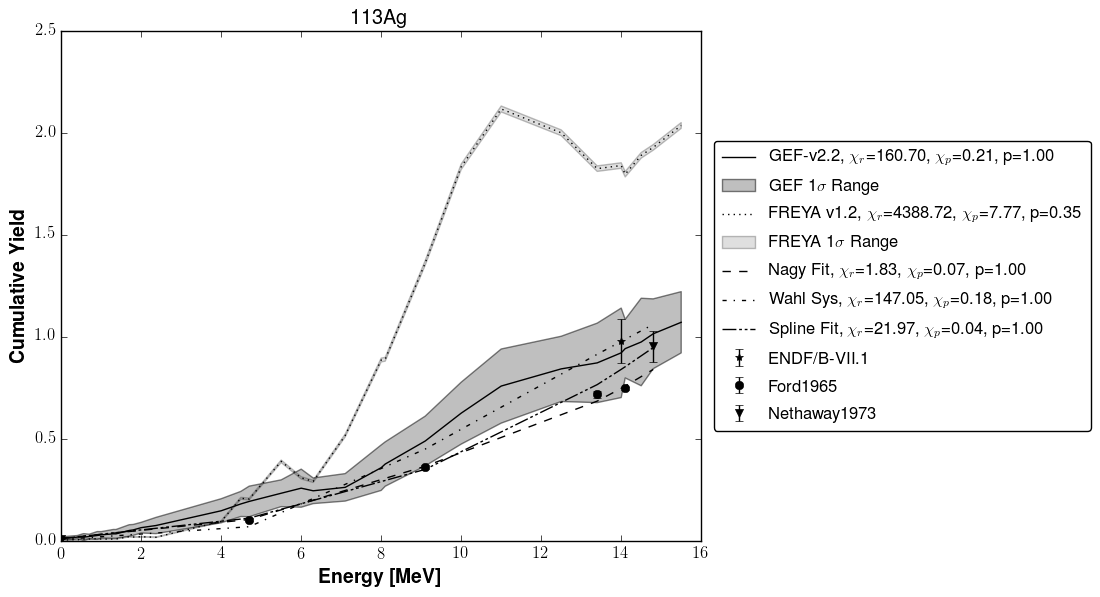 113Ag
2.5
2.0
1.5
1.0
0.5
0.0
Cumulative Yield
0 2 4 6 8 10 12 14 16
Energy [MeV]
GEF-v2.2, χr=160.70, χp=0.21, p=1.00
GEF 1σ Range
FREYA v1.2, χr=4388.72, χp=7.77, p=0.35
FREYA 1σ Range
Nagy Fit, χr=1.83, χp=0.07, p=1.00
Wahl Sys, χr=147.05, χp=0.18, p=1.00
Spline Fit, χr=21.97, χp=0.04, p=1.00
ENDF/B-VII.1
Ford1965
Nethaway1973